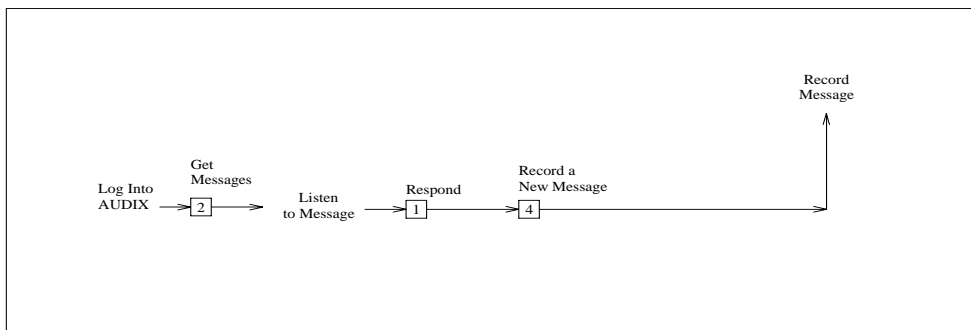 Log Into
AUDIX
Get
Messages
2
Listen
to Message
Respond
1
Record a
New Message
4
Record
Message